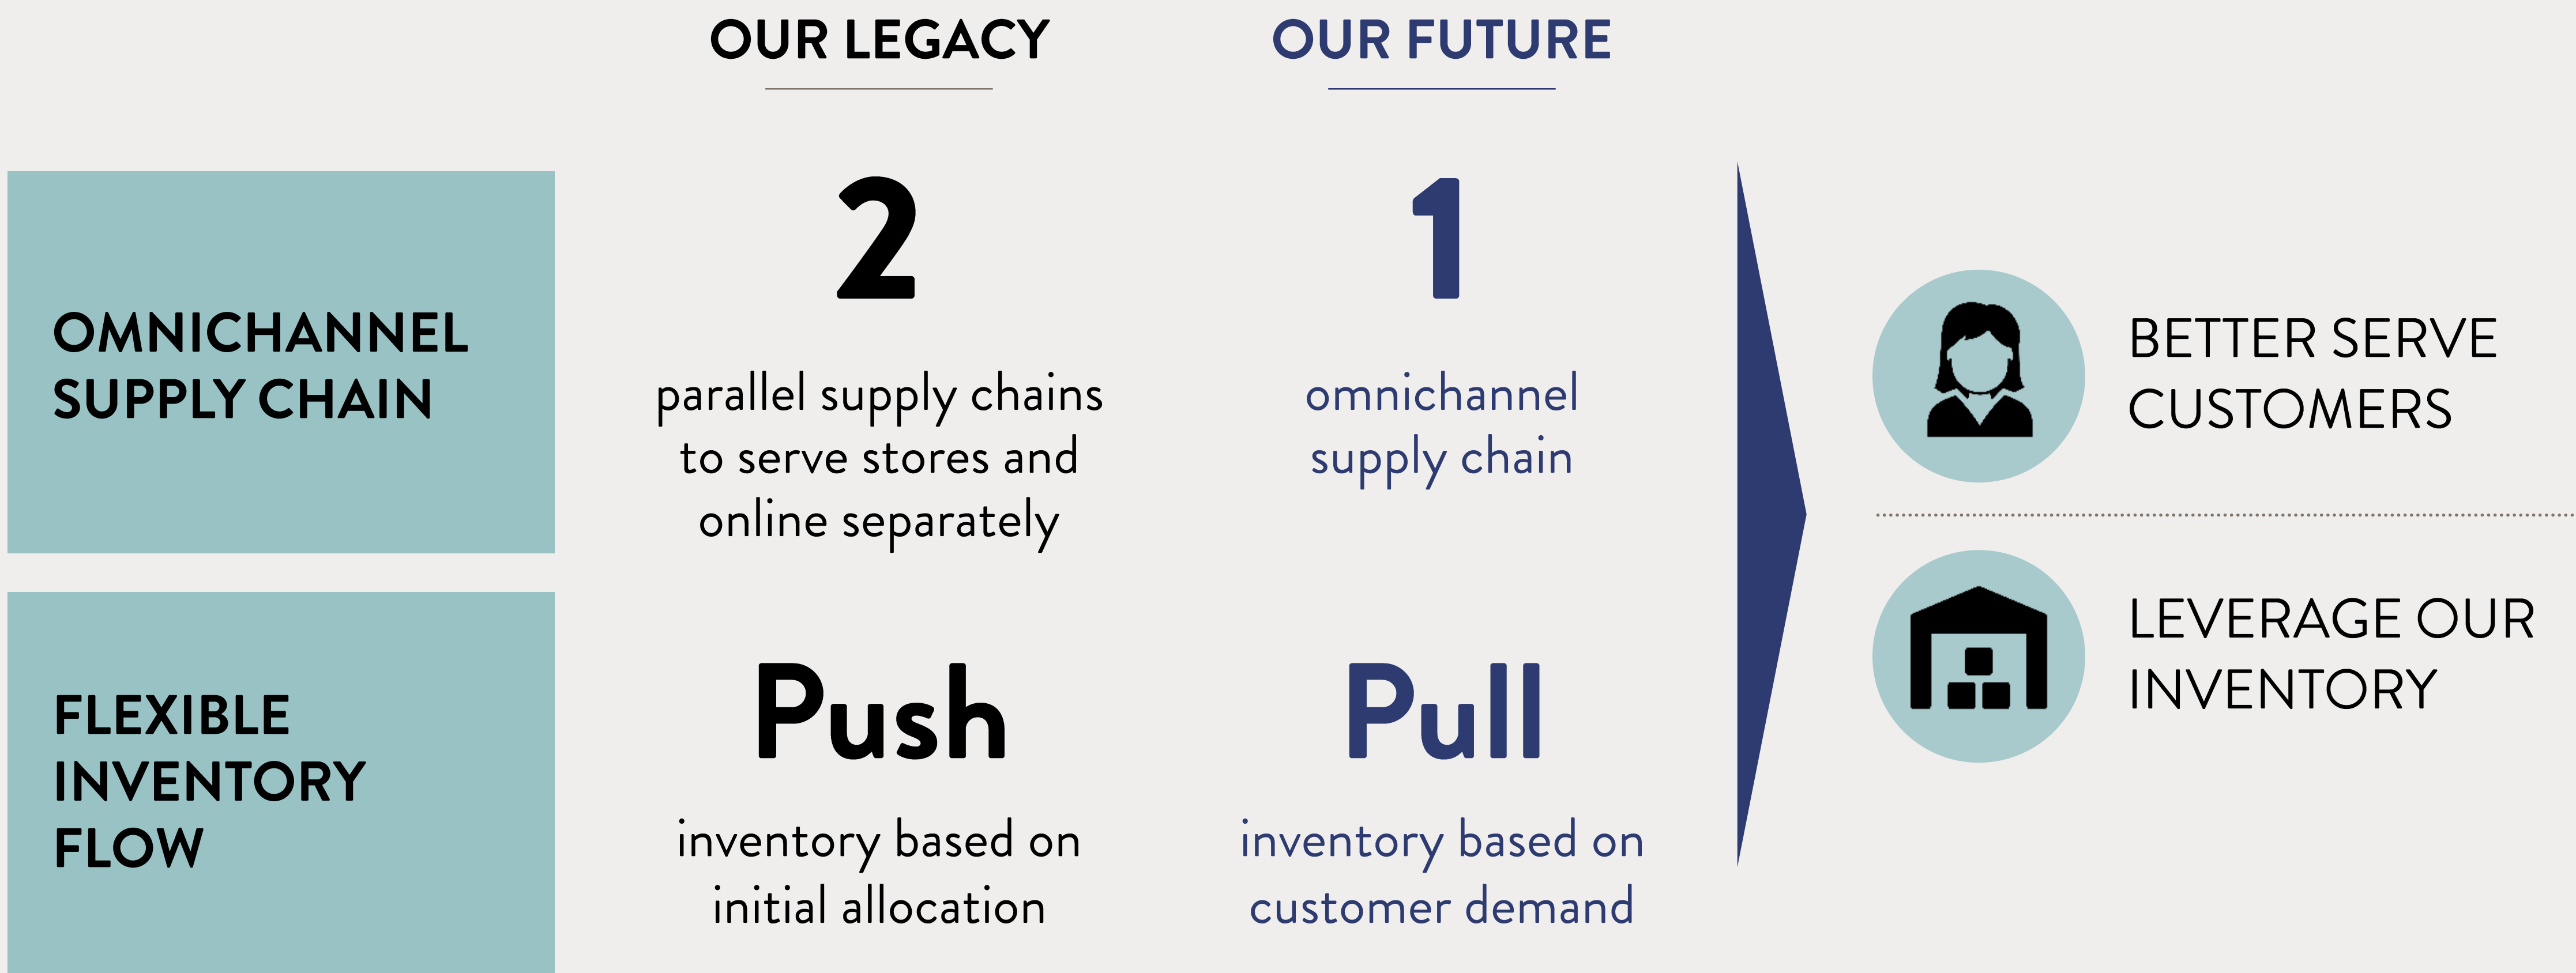 OUR LEGACY
OUR FUTURE
OMNICHANNEL
SUPPLY CHAIN
2
parallel supply chains
to serve stores and
online separately
1
omnichannel
supply chain
FLEXIBLE
INVENTORY
FLOW
Push
inventory based on
initial allocation
Pull
inventory based on
customer demand
BETTER SERVE
CUSTOMERS
LEVERAGE OUR
INVENTORY